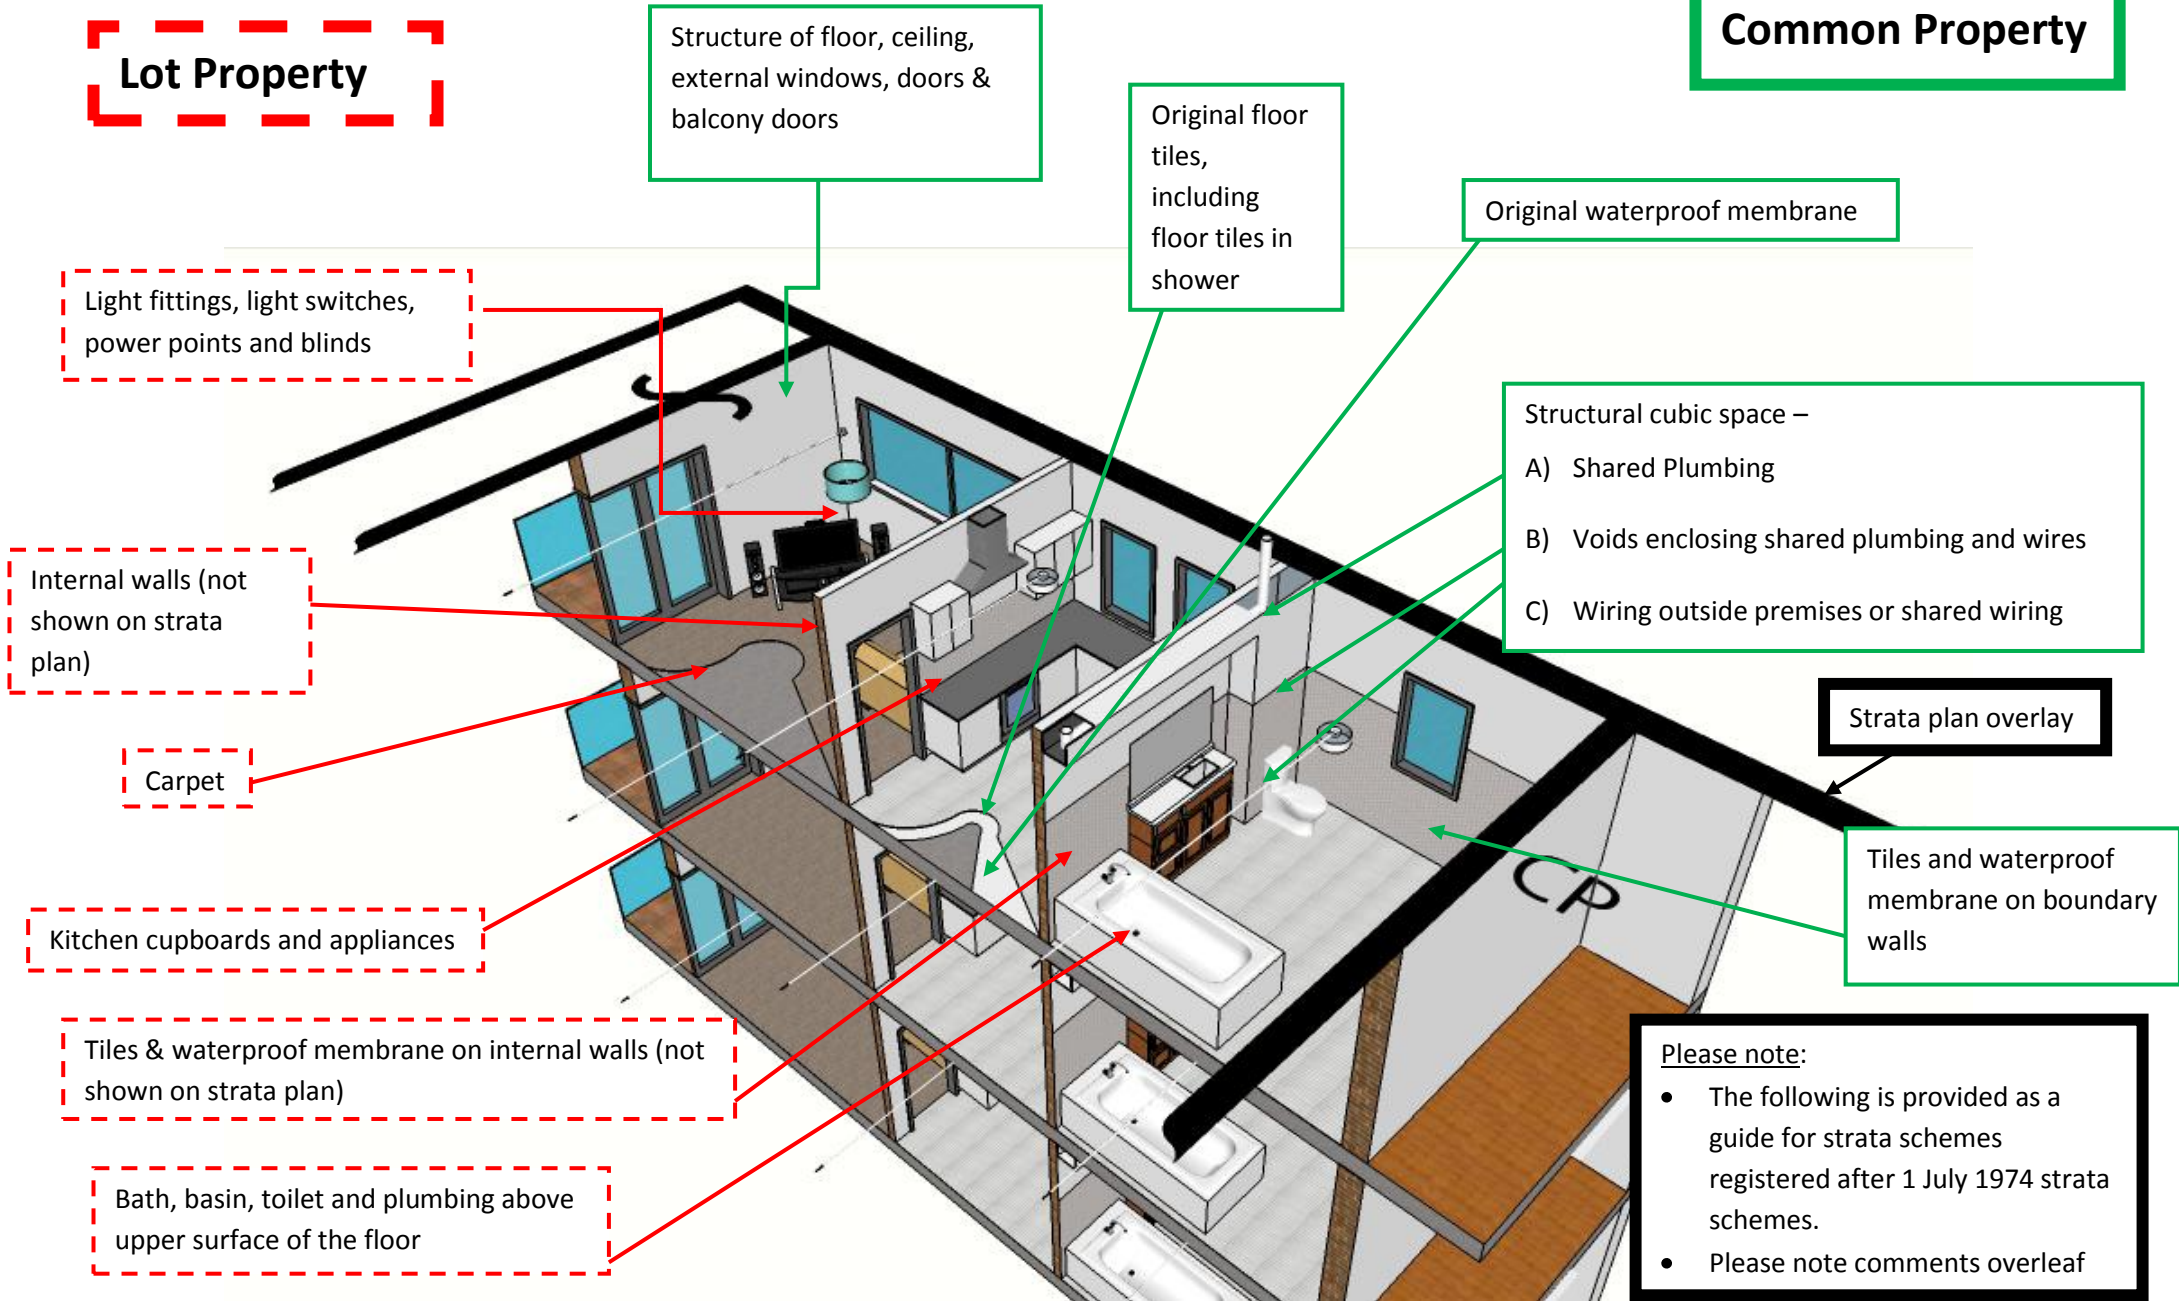 Lot Property
Structure of floor, ceiling,
external windows, doors &
balcony doors
Common Property
Original floor
tiles,
including
floor tiles in
shower
Original waterproof membrane
Light fittings, light switches,
power points and blinds
Structural cubic space –
A) Shared Plumbing
B) Voids enclosing shared plumbing and wires
C) Wiring outside premises or shared wiring
Internal walls (not
shown on strata
plan)
Strata plan overlay
Carpet
Tiles and waterproof
membrane on boundary
walls
CP
Kitchen cupboards and appliances
Tiles & waterproof membrane on internal walls (not
shown on strata plan)
Bath, basin, toilet and plumbing above
upper surface of the floor
Please note:
• The following is provided as a
guide for strata schemes
registered after 1 July 1974 strata
schemes.
• Please note comments overleaf